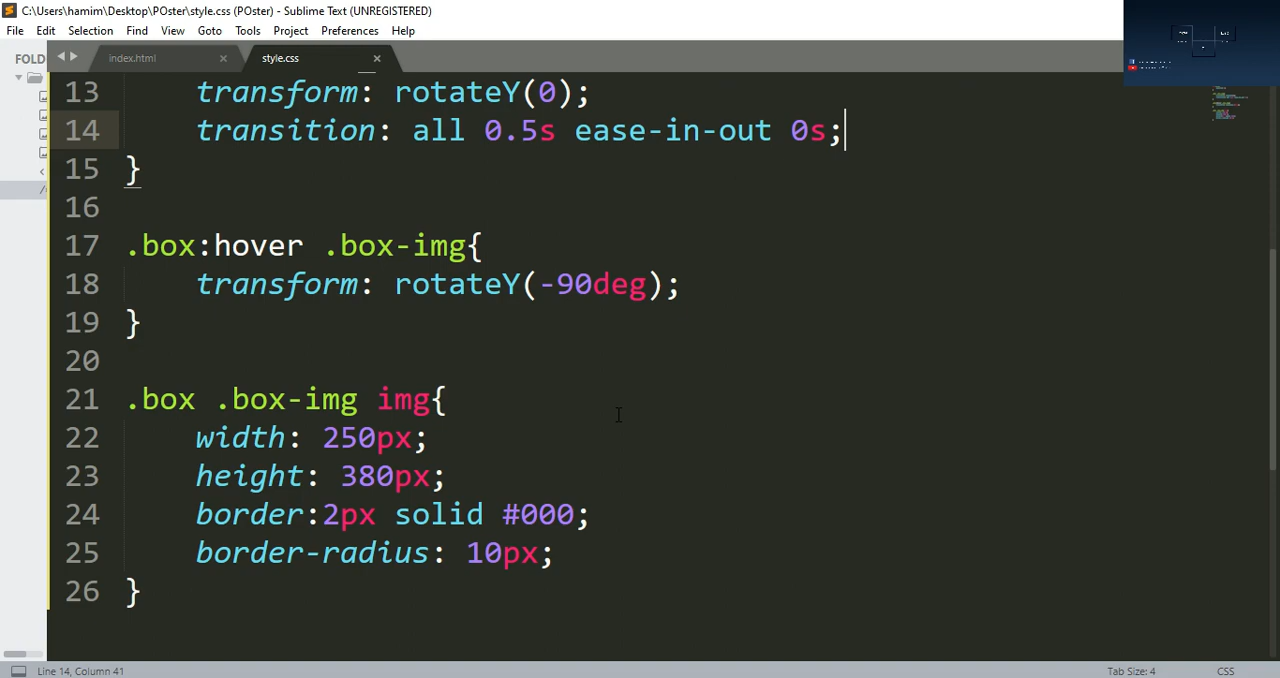 C:\Users\hamim\Desktop\POster\style.css (POster) - Sublime Text (UNREGISTERED)
File Edit Selection Find View Goto Tools Project Preferences Help
FOLD
index.html × style.css ×
13 transform: rotateY(0);
14 transition: all 0.5s ease-in-out 0s;
15 }
16
17 .box:hover .box-img{
18 transform: rotateY(-90deg);
19 }
20
21 .box .box-img img{
22 width: 250px;
23 height: 380px;
24 border:2px solid #000;
25 border-radius: 10px;
26 }
Line 14, Column 41 Tab Size: 4 CSS